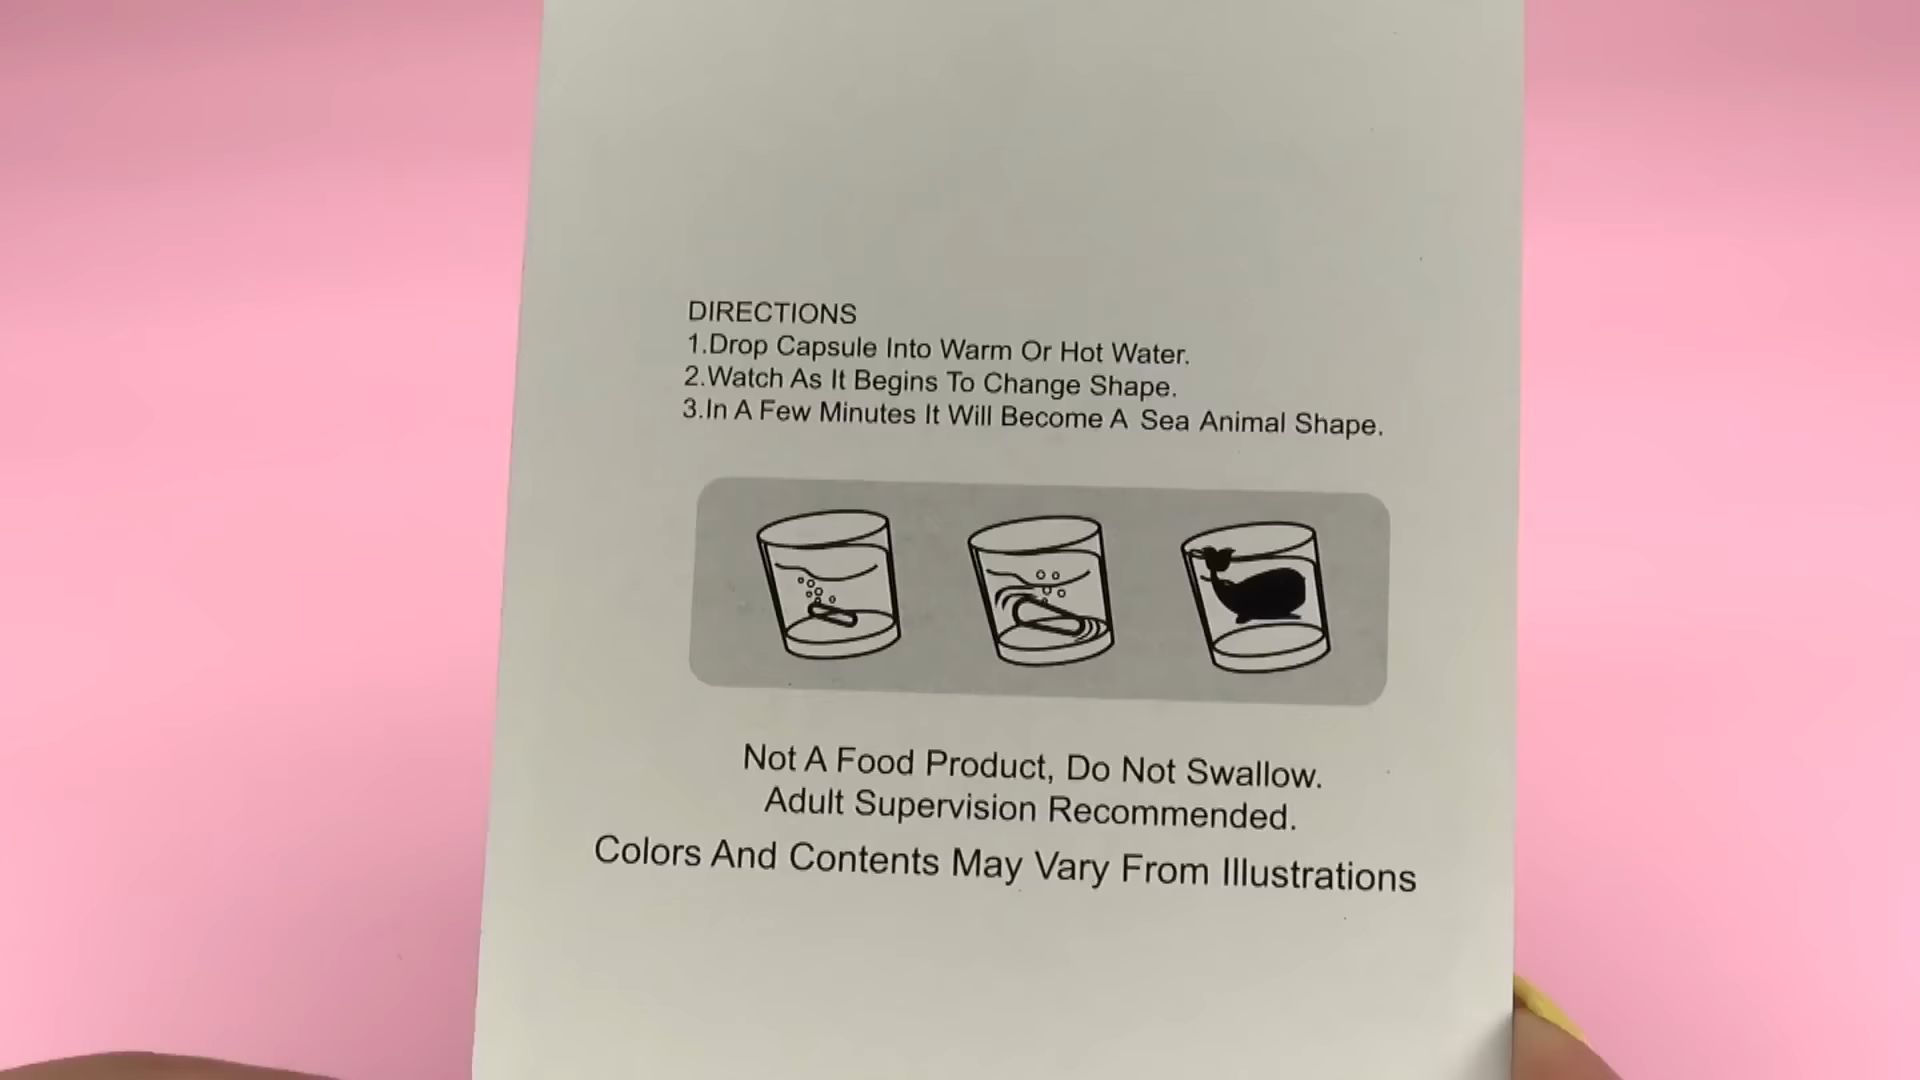 DIRECTIONS
1.Drop Capsule Into Warm Or Hot Water.
2.Watch As It Begins To Change Shape.
3.In A Few Minutes It Will Become A Sea Animal Shape.
Not A Food Product, Do Not Swallow.
Adult Supervision Recommended.
Colors And Contents May Vary From Illustrations